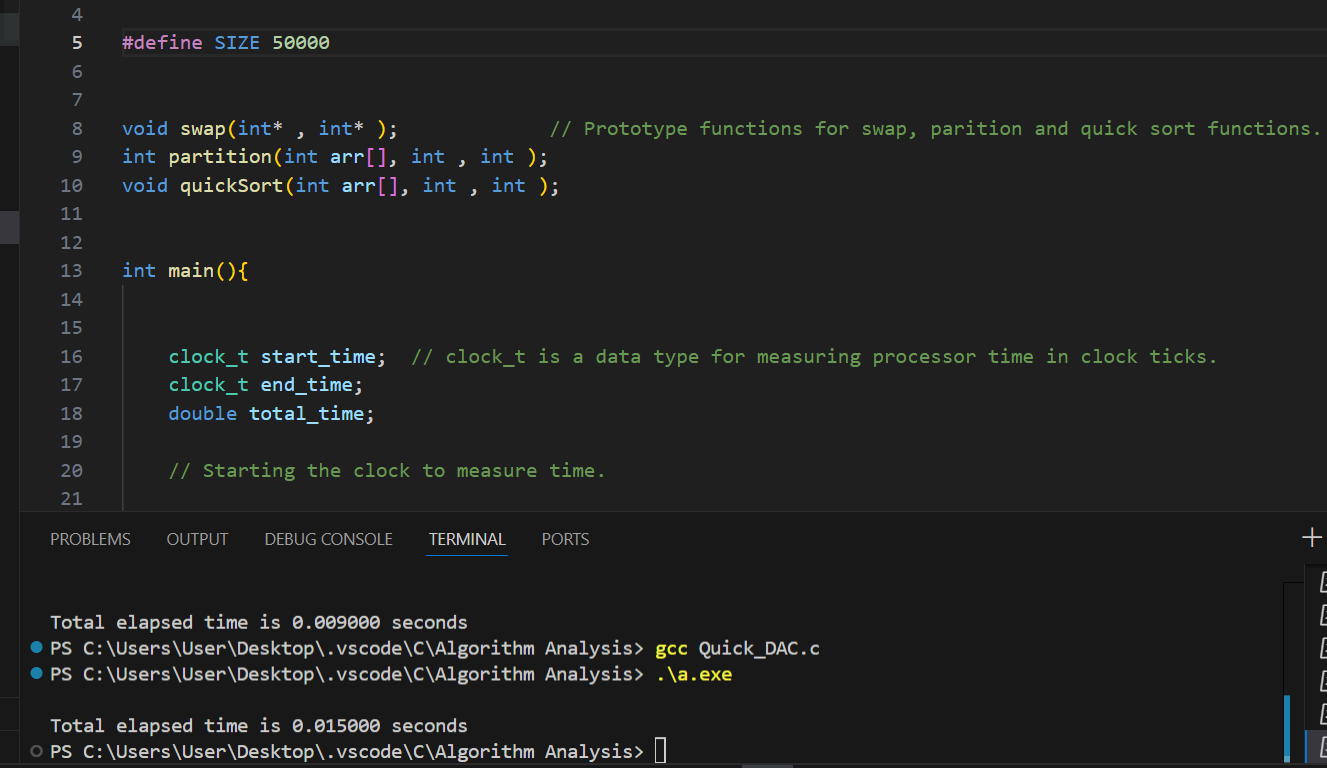 4
5 #define SIZE 50000
6
7
8 void swap(int* , int* ); // Prototype functions for swap, parition and quick sort functions.
9 int partition(int arr[], int , int );
10 void quickSort(int arr[], int , int );
11
12
13 int main(){
14
15
16 clock_t start_time; // clock_t is a data type for measuring processor time in clock ticks.
17 clock_t end_time;
18 double total_time;
19
20 // Starting the clock to measure time.
21
PROBLEMS OUTPUT DEBUG CONSOLE TERMINAL PORTS
Total elapsed time is 0.009000 seconds
PS C:\Users\User\Desktop\.vscode\C\Algorithm Analysis> gcc Quick_DAC.c
PS C:\Users\User\Desktop\.vscode\C\Algorithm Analysis> .\a.exe
Total elapsed time is 0.015000 seconds
PS C:\Users\User\Desktop\.vscode\C\Algorithm Analysis>